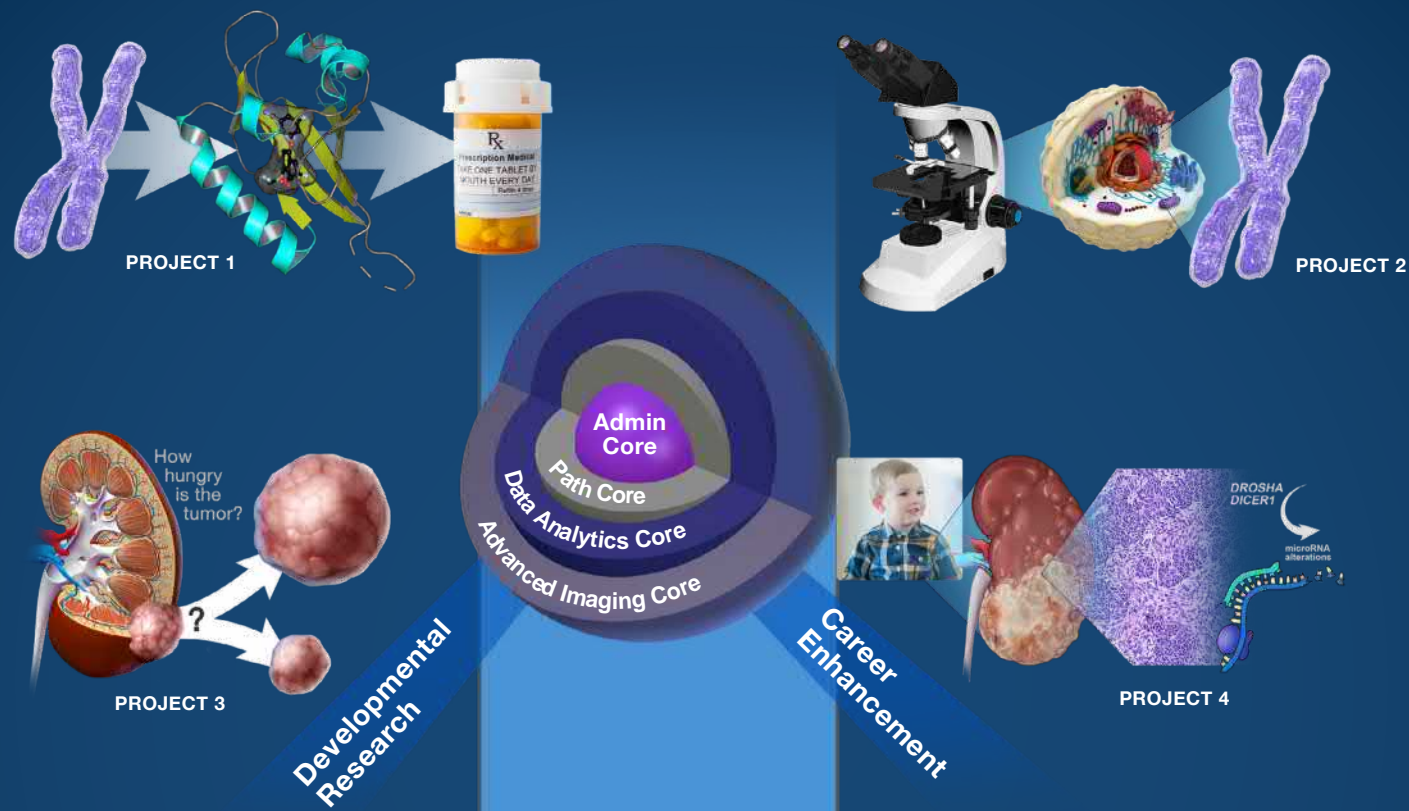 Rx
Prescription Medical
TAKE ONE TABLET BY
MOUTH EVERY DAY
PROJECT 1
PROJECT 2
Admin
Core
Path Core
Data Analytics Core
Advanced Imaging Core
How
hungry
is the
tumor?
?
PROJECT 3
DROSHA
DICER1
microRNA
alterations
PROJECT 4
Developmental
Research
Career
Enhancement